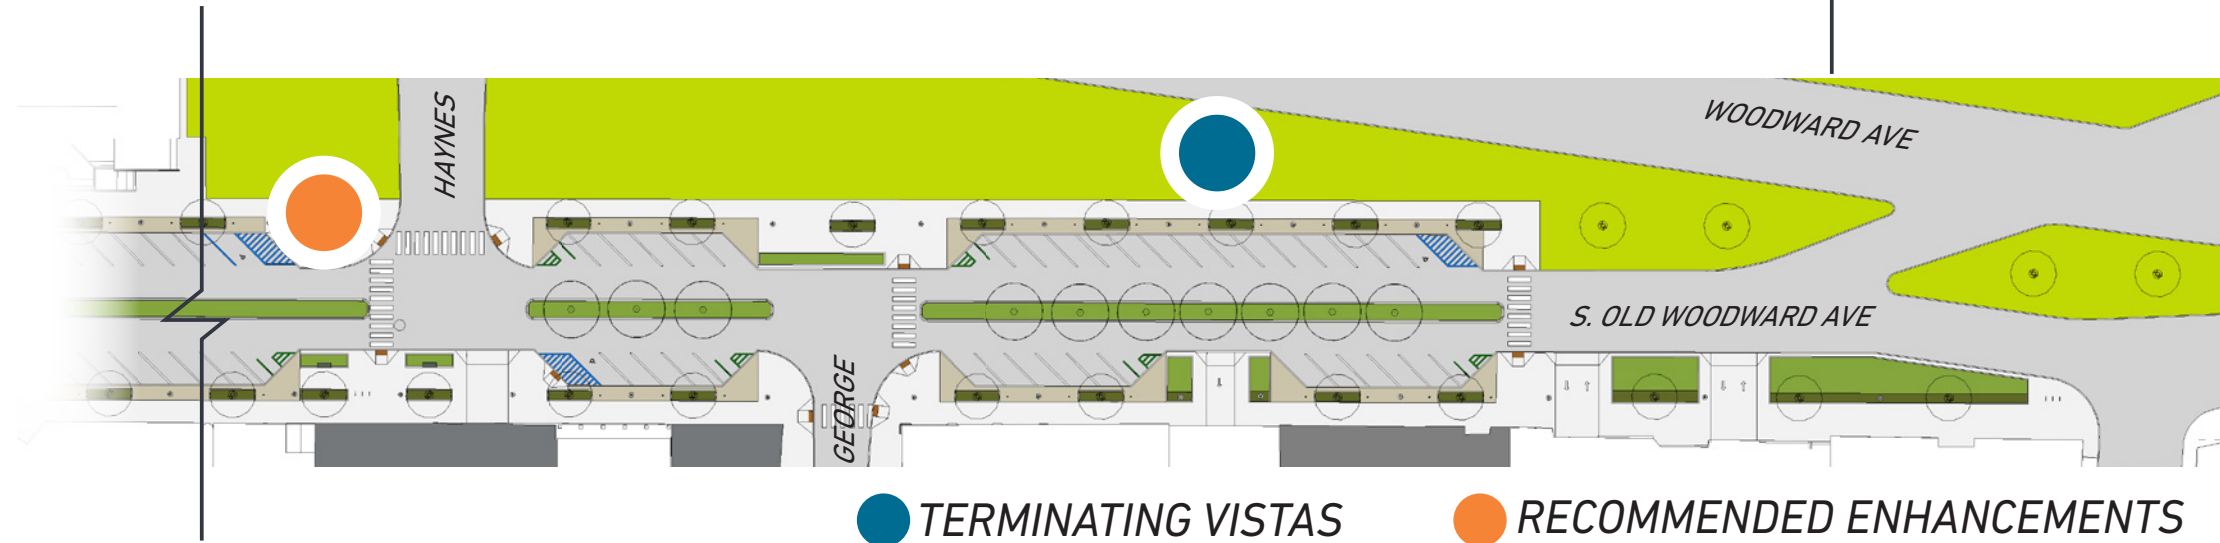 HAYNES
WOODWARD AVE
S. OLD WOODWARD AVE
GEORGE
TERMINATING VISTAS
RECOMMENDED ENHANCEMENTS